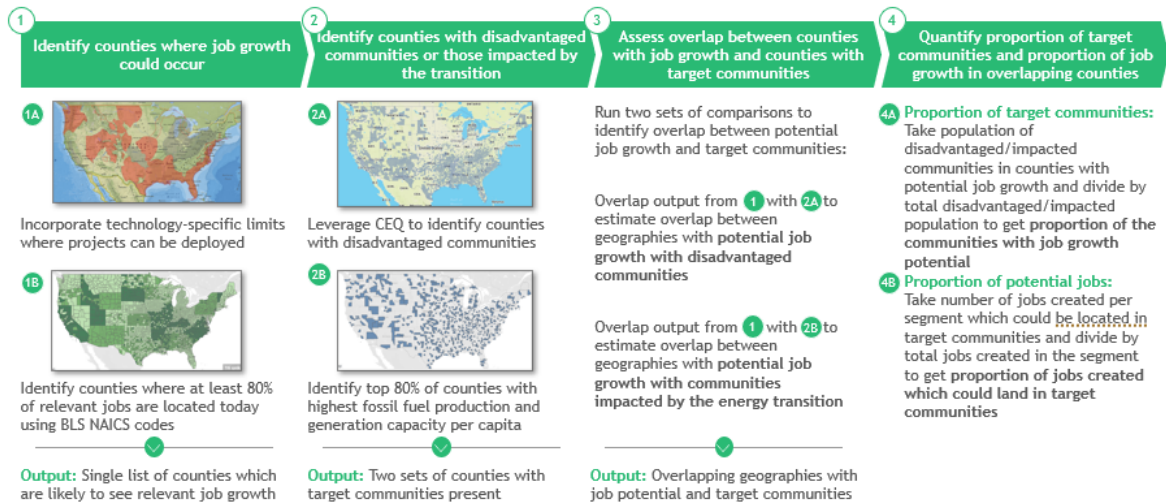 1
Identify counties where job growth
could occur
2
Identify counties with disadvantaged
communities or those impacted by
the transition
3
Assess overlap between counties
with job growth and counties with
target communities
4
Quantify proportion of target
communities and proportion of job
growth in overlapping counties
1A
Incorporate technology-specific limits
where projects can be deployed
1B
Identify counties where at least 80%
of relevant jobs are located today
using BLS NAICS codes
Output: Single list of counties which
are likely to see relevant job growth
2A
Leverage CEQ to identify counties
with disadvantaged communities
2B
Identify top 80% of counties with
highest fossil fuel production and
generation capacity per capita
Output: Two sets of counties with
target communities present
Run two sets of comparisons to
identify overlap between potential
job growth and target communities:
Overlap output from 1 with 2A to
estimate overlap between
geographies with potential job
growth with disadvantaged
communities
Overlap output from 1 with 2B to
estimate overlap between
geographies with potential job
growth with communities
impacted by the energy transition
Output: Overlapping geographies with
job potential and target communities
4A Proportion of target communities:
Take population of
disadvantaged/impacted
communities in counties with
potential job growth and divide by
total disadvantaged/impacted
population to get proportion of the
communities with job growth
potential
4B Proportion of potential jobs:
Take number of jobs created per
segment which could be located in
target communities and divide by
total jobs created in the segment
to get proportion of jobs created
which could land in target
communities